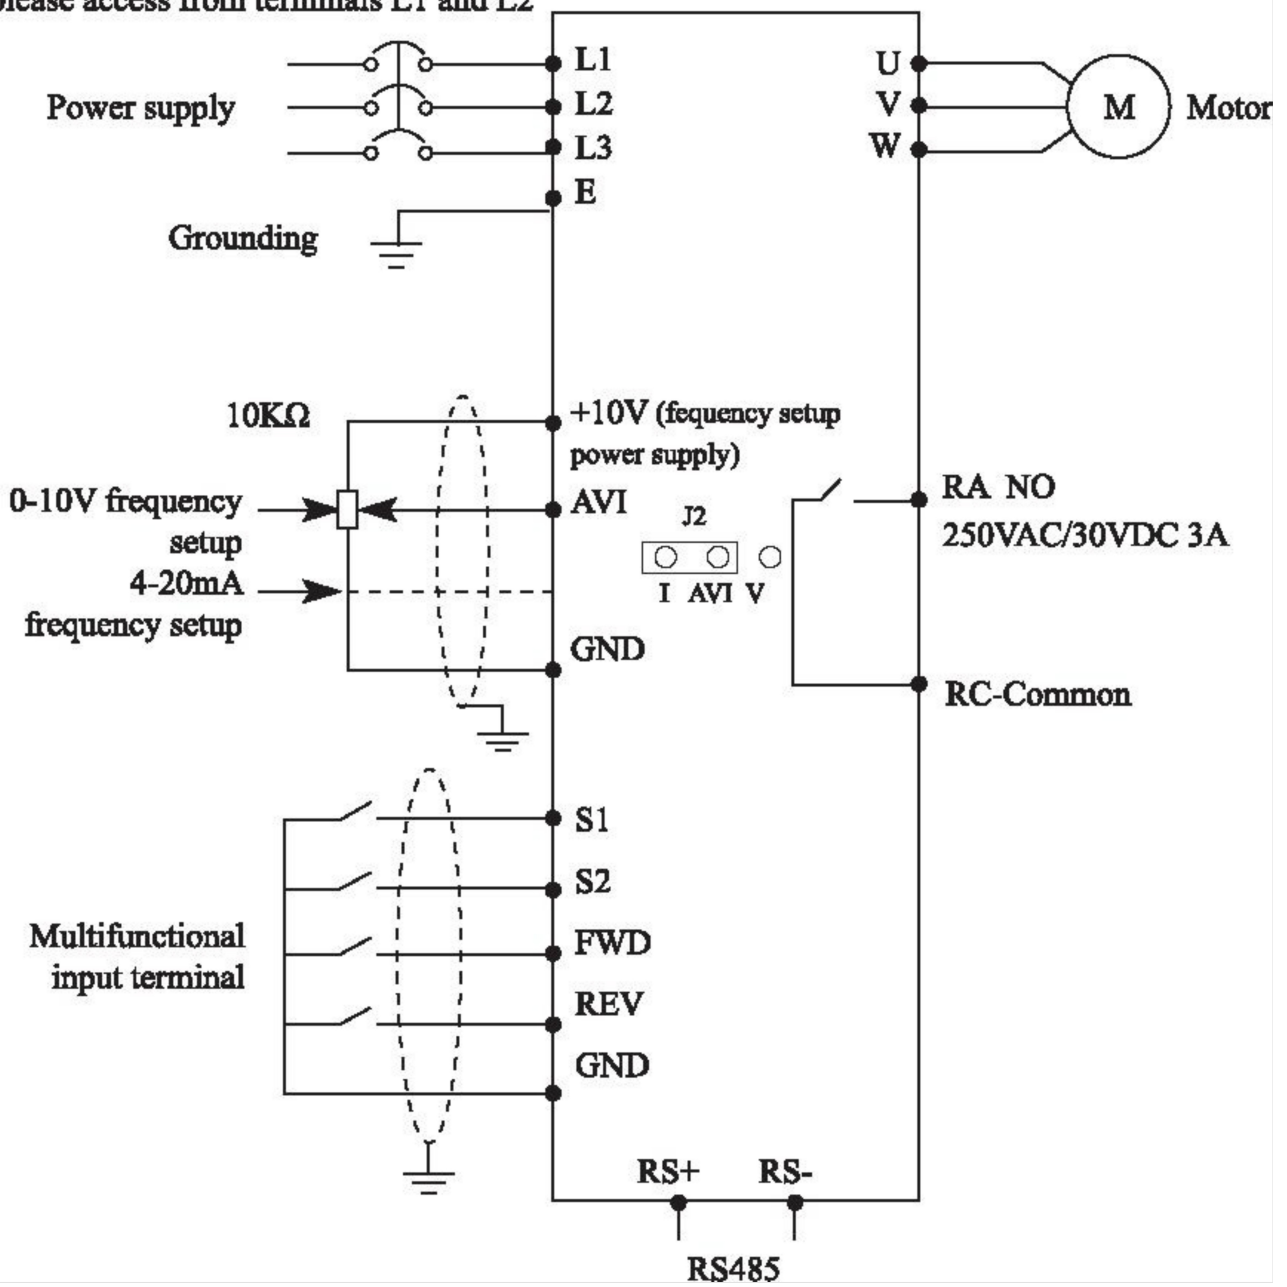 please access from terminals L1 and L2
Power supply
L1
L2
L3
E
Grounding
U
V
W
M
Motor
10KΩ
+10V (fequency setup
power supply)
0-10V frequency
setup
AVI
4-20mA
frequency setup
GND
J2
I AVI V
RA NO
250VAC/30VDC 3A
RC-Common
Multifunctional
input terminal
S1
S2
FWD
REV
GND
RS+ RS-
RS485